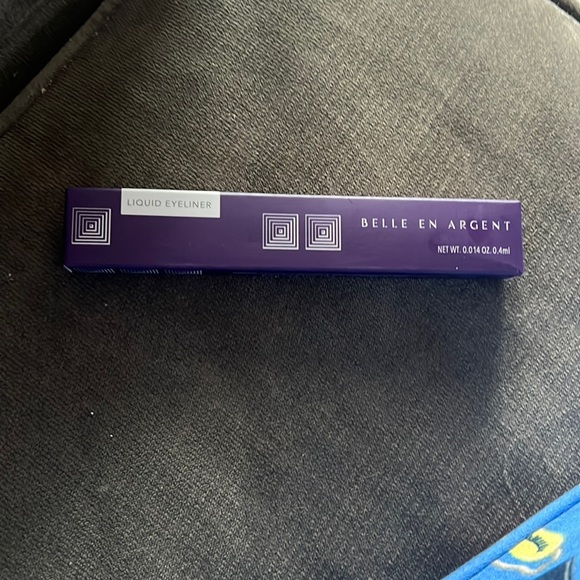 LIQUID EYELINER
BELLE EN ARGENT
NET WT. 0.014 OZ. 0.4ml